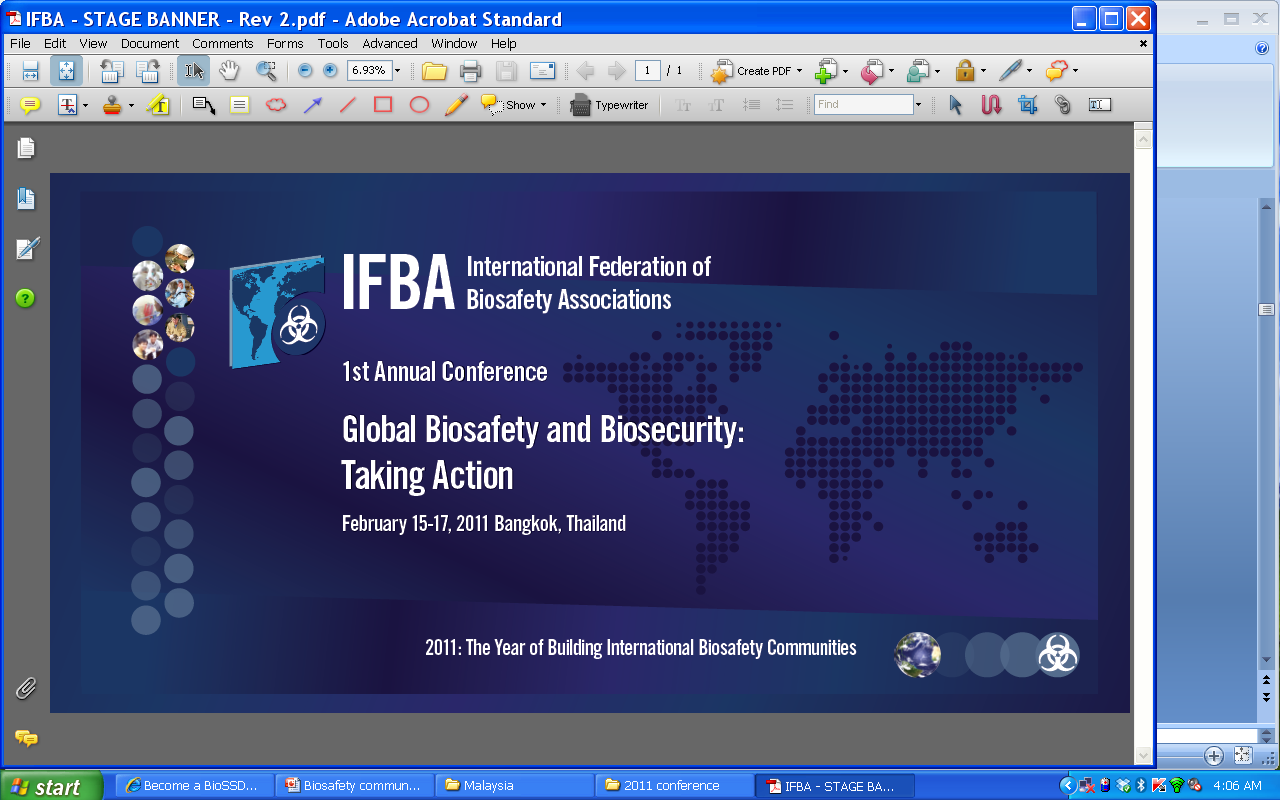 IFBA - STAGE BANNER - Rev 2.pdf - Adobe Acrobat Standard
File Edit View Document Comments Forms Tools Advanced Window Help
6.93% 1 / 1 Create PDF
Show Typewriter Find
IFBA International Federation of
Biosafety Associations
1st Annual Conference
Global Biosafety and Biosecurity:
Taking Action
February 15-17, 2011 Bangkok, Thailand
2011: The Year of Building International Biosafety Communities
start Become a BioSSD... Biosafety commun... Malaysia 2011 conference IFBA - STAGE BA... 4:06 AM